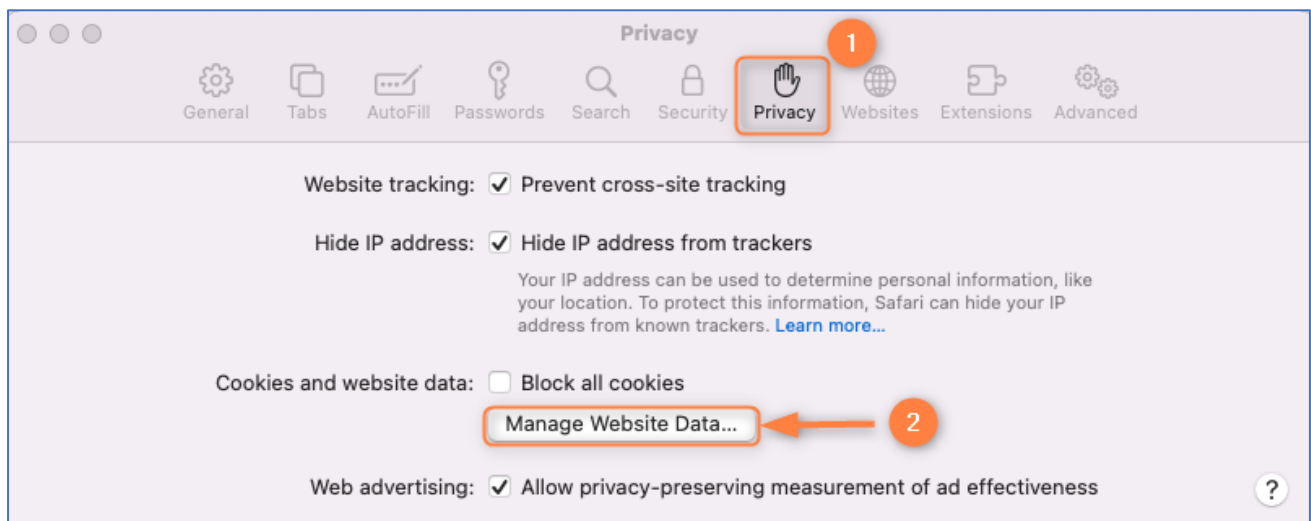 Privacy
1
General Tabs AutoFill Passwords Search Security Privacy Websites Extensions Advanced
Website tracking: Prevent cross-site tracking
Hide IP address: Hide IP address from trackers
Your IP address can be used to determine personal information, like
your location. To protect this information, Safari can hide your IP
address from known trackers. Learn more...
Cookies and website data: Block all cookies
Manage Website Data...
2
Web advertising: Allow privacy-preserving measurement of ad effectiveness
?